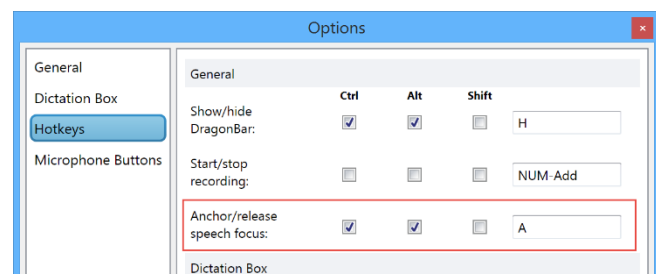 Options
General
Dictation Box
Hotkeys
Microphone Buttons
General
Ctrl Alt Shift
Show/hide
DragonBar:
H
Start/stop
recording:
NUM-Add
Anchor/release
speech focus:
A
Dictation Box